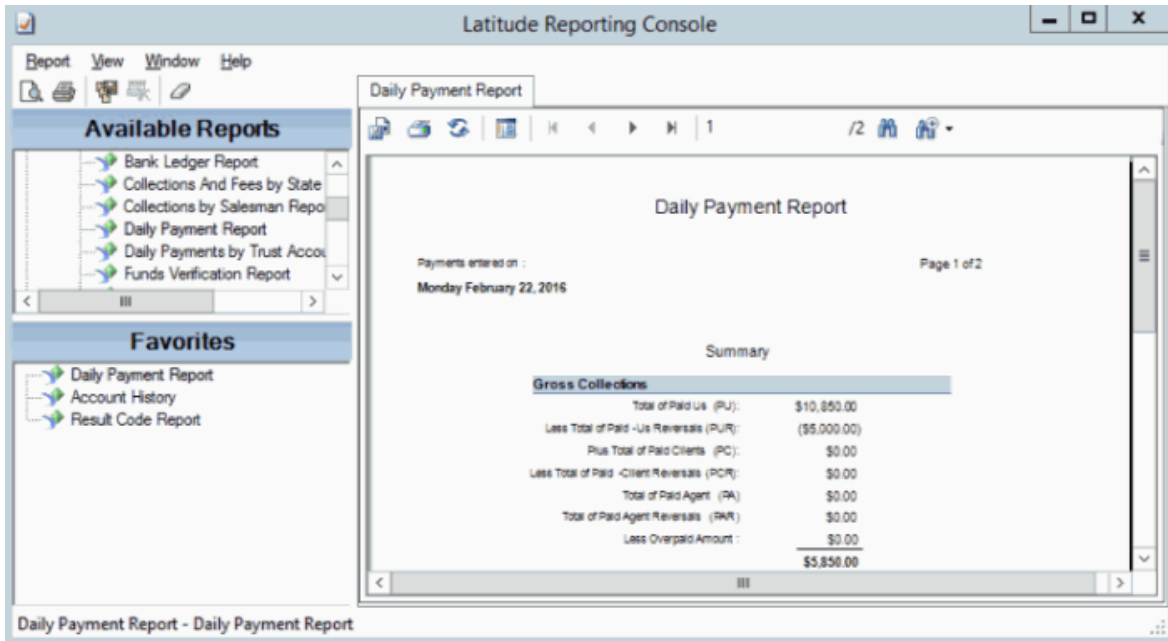 Latitude Reporting Console
Report View Window Help
Daily Payment Report
Available Reports
Bank Ledger Report
Collections And Fees by State
Collections by Salesman Repo
Daily Payment Report
Daily Payments by Trust Accou
Funds Verification Report
Favorites
Daily Payment Report
Account History
Result Code Report
1 /2
Daily Payment Report
Payments entered on :
Page 1 of 2
Monday February 22, 2016
Summary
Gross Collections
Total of Paid Us (PU): $10,850.00
Less Total of Paid -Us Reversals (PUR): ($5,000.00)
Plus Total of Paid Clients (PC): $0.00
Less Total of Paid -Client Reversals (PCR): $0.00
Total of Paid Agent (PA) $0.00
Total of Paid Agent Reversals (PAR) $0.00
Less Overpaid Amount : $0.00
$5,850.00
Daily Payment Report - Daily Payment Report